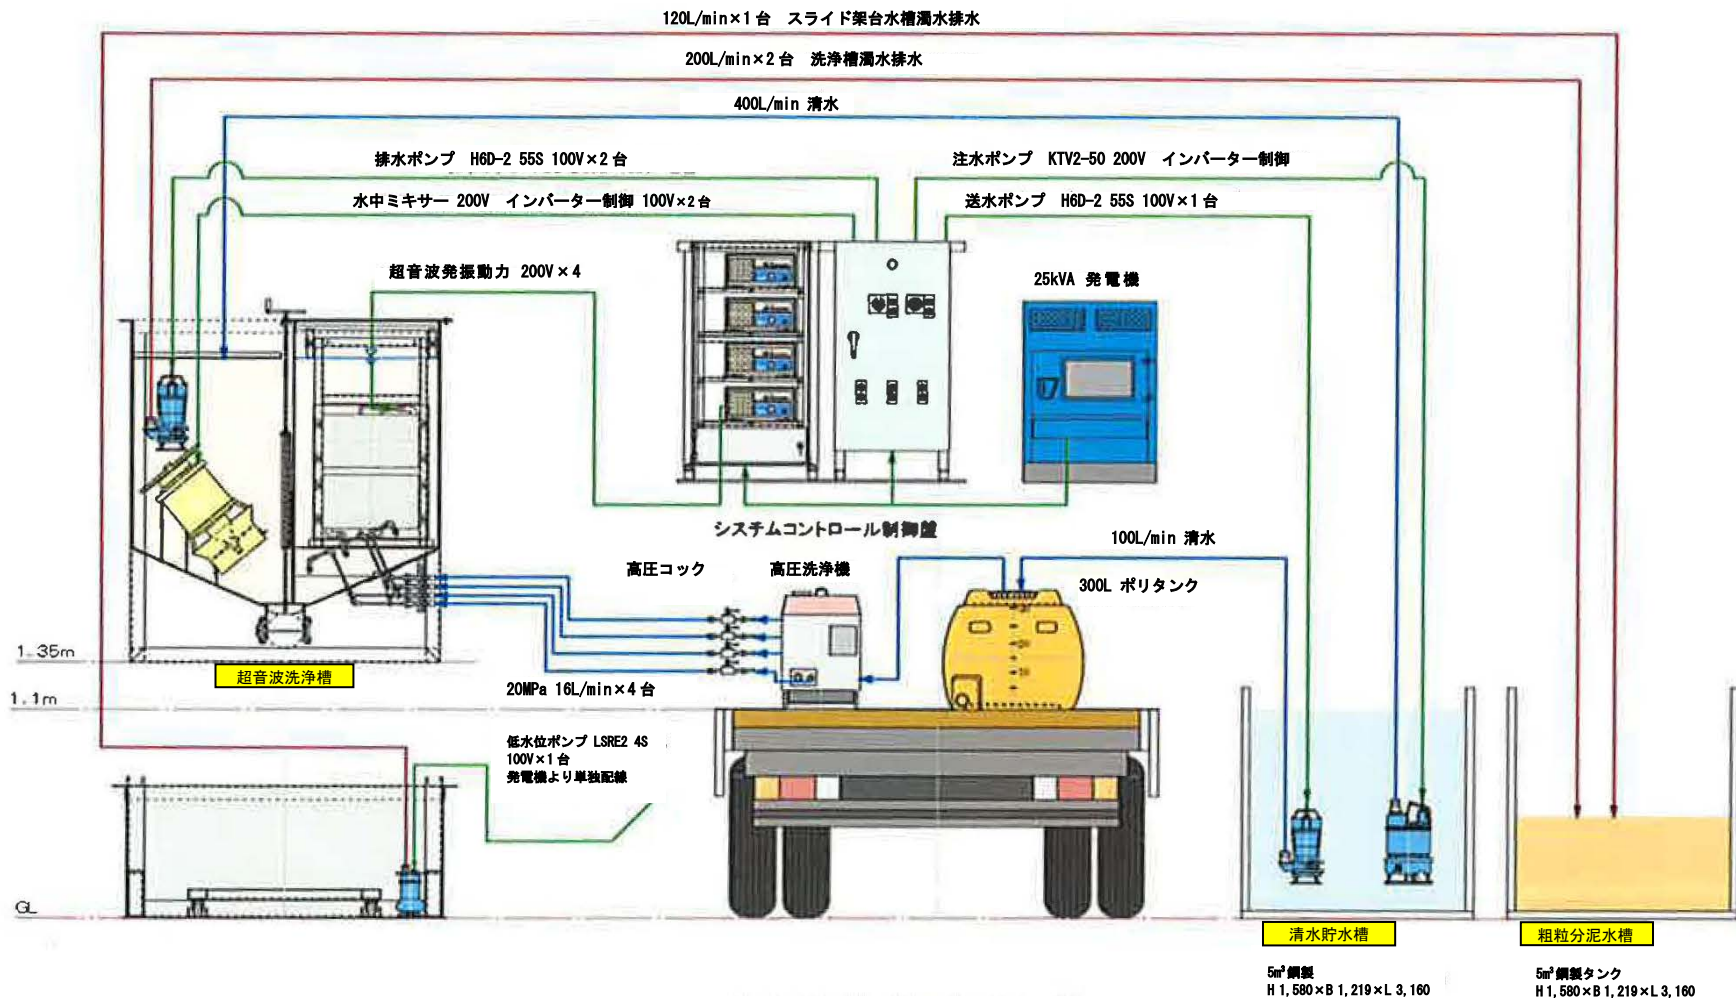 120L/min×1台　スライド架台水槽濁水排水
200L/min×2台　洗浄槽濁水排水
400L/min 清水
排水ポンプ　H6D-2 55S 100V×2台
注水ポンプ　KTV2-50 200V　インバーター制御
水中ミキサー 200V　インバーター制御 100V×2台
送水ポンプ　H6D-2 55S 100V×1台
超音波発振動力 200V×4
25kVA 発電機
システムコントロール制御盤
100L/min 清水
高圧コック
高圧洗浄機
300L ポリタンク
1.35m
超音波洗浄槽
20MPa 16L/min×4台
1.1m
低水位ポンプ LSRE2 4S
100V×1台
発電機より単独配線
GL
清水貯水槽
粗粒分泥水槽
5m³鋼製
H 1,580×B 1,219×L 3,160
5m³鋼製タンク
H 1,580×B 1,219×L 3,160